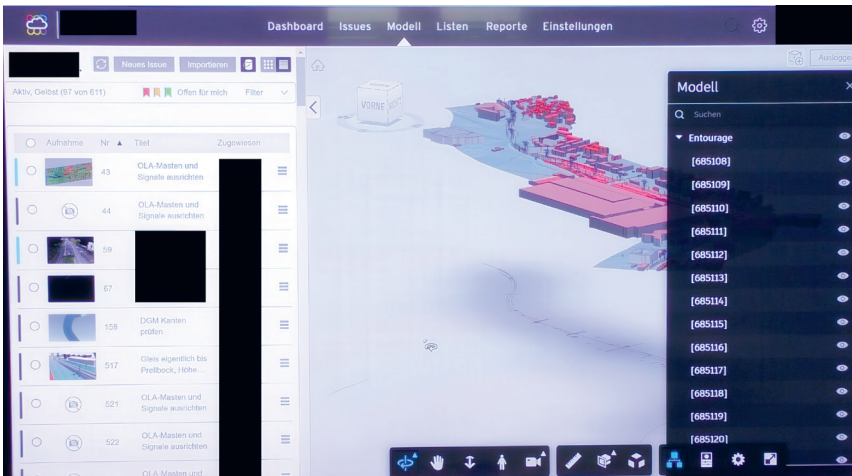 Dashboard Issues Modell Listen Reporte Einstellungen
Neues Issue Importieren
Aktiv, Gelöst (97 von 611) Offen für mich Filter
Auslogge
Aufnahme Nr Titel Zugewiesen
43 OLA-Masten und
Signale ausrichten
44 OLA-Masten und
Signale ausrichten
59
67
158 DGM Kanten
prüfen
517 Gleis eigentlich bis
Prellbock, Höhe...
521 OLA-Masten und
Signale ausrichten
522 OLA-Masten und
Signale ausrichten
OLA-Masten und
VORNE
Modell
Suchen
Entourage
[685108]
[685109]
[685110]
[685111]
[685112]
[685113]
[685114]
[685115]
[685116]
[685117]
[685118]
[685119]
[685120]